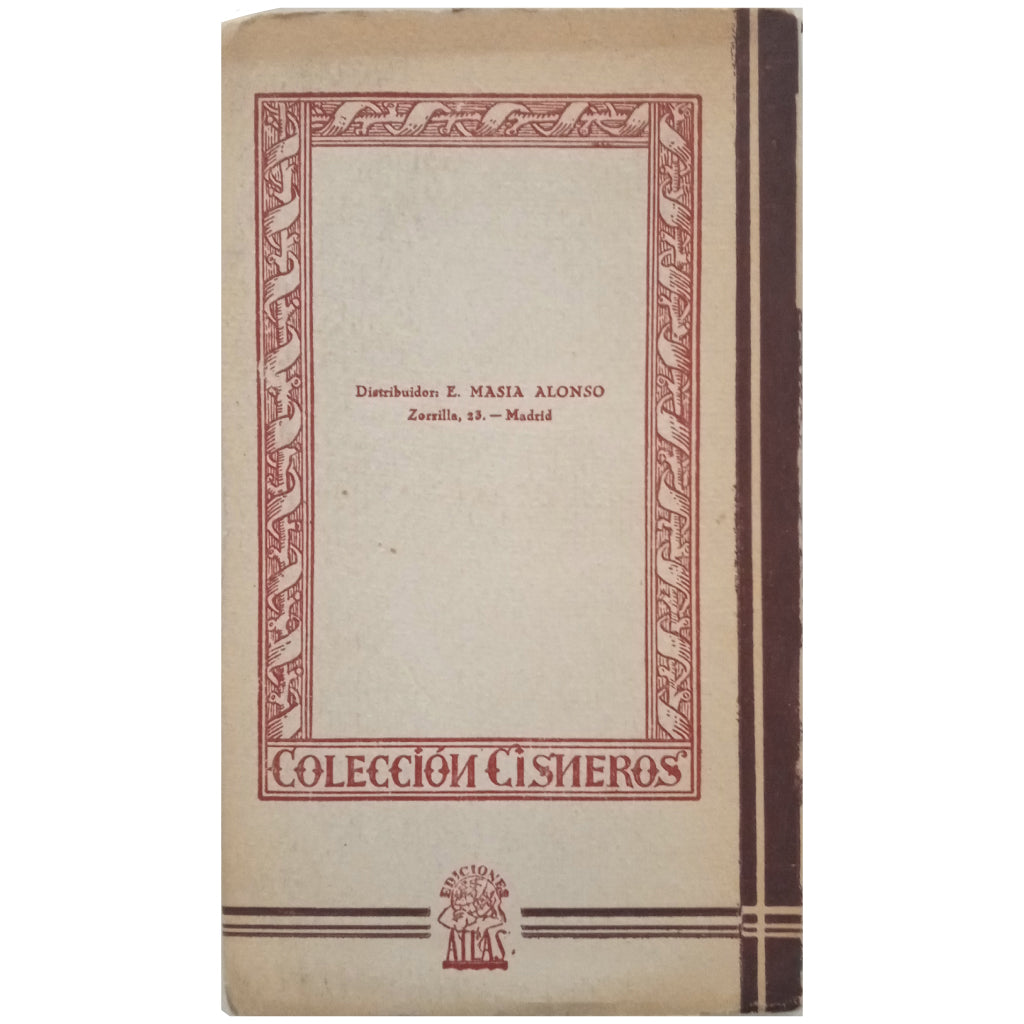 Distribuidor: E. MASIA ALONSO
Zorrilla, 23. — Madrid
COLECCIÓN CISNEROS
EDICIONES
ATLAS